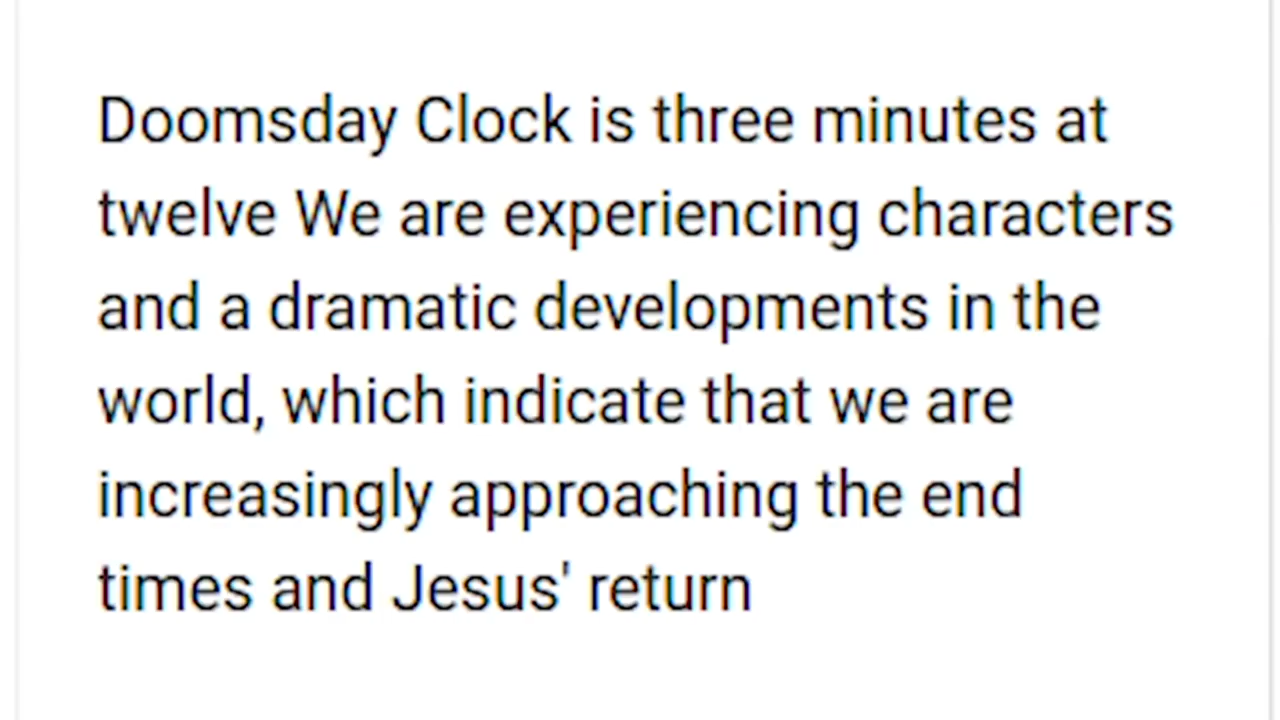 Doomsday Clock is three minutes at
twelve We are experiencing characters
and a dramatic developments in the
world, which indicate that we are
increasingly approaching the end
times and Jesus' return